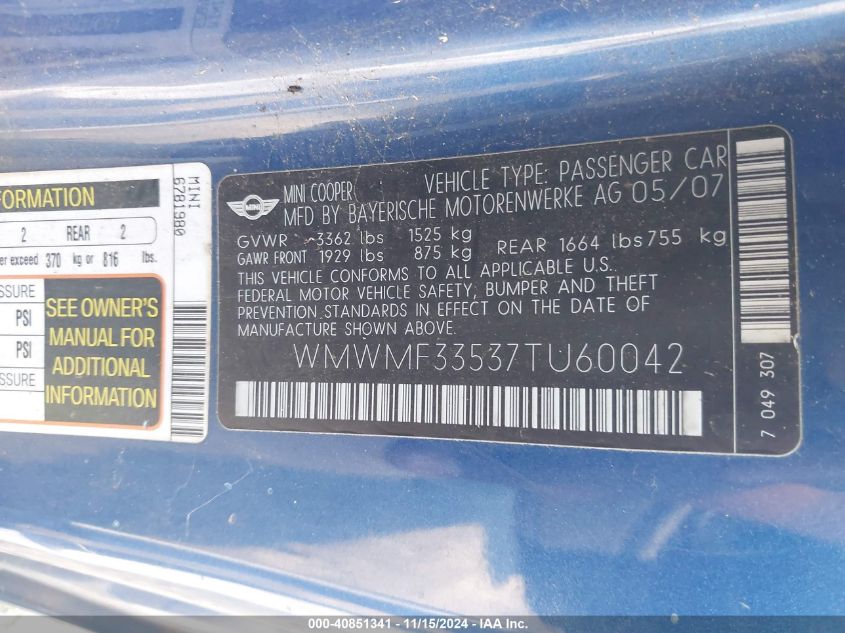 ORMATION
2 REAR 2
er exceed 370 kg or 816 lbs.
SSURE
PSI
PSI
SSURE
SEE OWNER'S
MANUAL FOR
ADDITIONAL
INFORMATION
MINI
6781980
MINI
MINI COOPER VEHICLE TYPE: PASSENGER CAR
MFD BY BAYERISCHE MOTORENWERKE AG 05/07
GVWR 3362 lbs 1525 kg
GAWR FRONT 1929 lbs 875 kg REAR 1664 lbs 755 kg
THIS VEHICLE CONFORMS TO ALL APPLICABLE U.S.
FEDERAL MOTOR VEHICLE SAFETY, BUMPER AND THEFT
PREVENTION STANDARDS IN EFFECT ON THE DATE OF
MANUFACTURE SHOWN ABOVE.
WMWMF33537TU60042
7 049 307
000-40851341 - 11/15/2024 - IAA Inc.